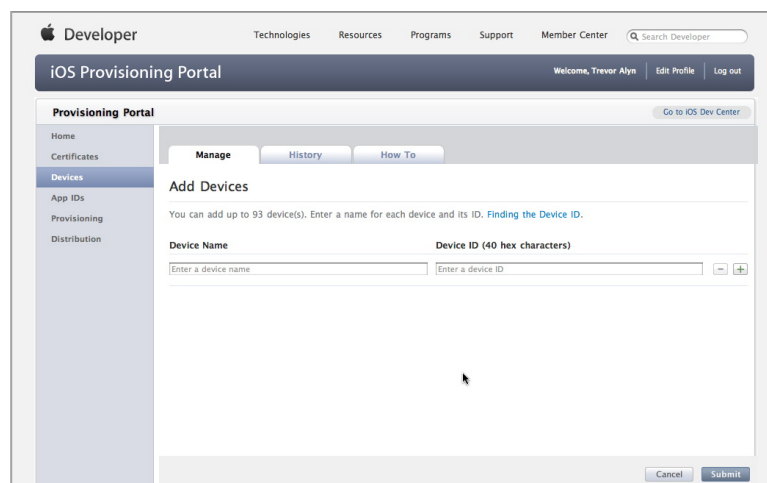 Developer Technologies Resources Programs Support Member Center Search Developer
iOS Provisioning Portal Welcome, Trevor Alyn Edit Profile Log out
Provisioning Portal Go to iOS Dev Center
Home
Certificates
Devices
App IDs
Provisioning
Distribution
Manage History How To
Add Devices
You can add up to 93 device(s). Enter a name for each device and its ID. Finding the Device ID.
Device Name Device ID (40 hex characters)
Enter a device name Enter a device ID - +
Cancel Submit